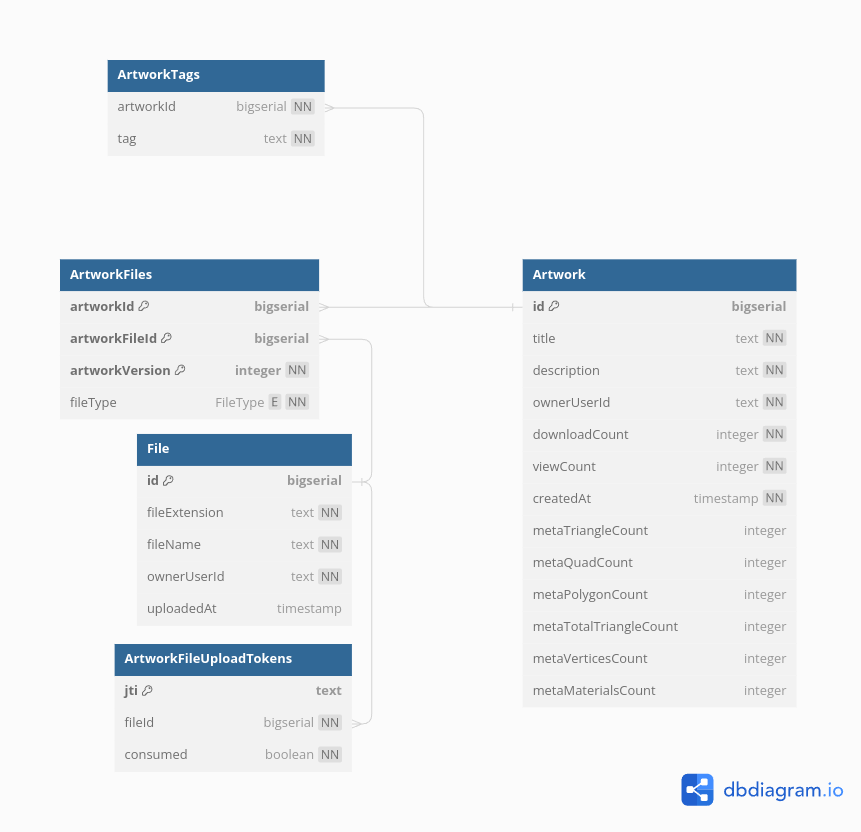 ArtworkTags
artworkId bigserial NN
tag text NN
ArtworkFiles
artworkId bigserial
artworkFileId bigserial
artworkVersion integer NN
fileType FileType E NN
File
id bigserial
fileExtension text NN
fileName text NN
ownerUserId text NN
uploadedAt timestamp
ArtworkFileUploadTokens
jti text
fileId bigserial NN
consumed boolean NN
Artwork
id bigserial
title text NN
description text NN
ownerUserId text NN
downloadCount integer NN
viewCount integer NN
createdAt timestamp NN
metaTriangleCount integer
metaQuadCount integer
metaPolygonCount integer
metaTotalTriangleCount integer
metaVerticesCount integer
metaMaterialsCount integer
dbdiagram.io